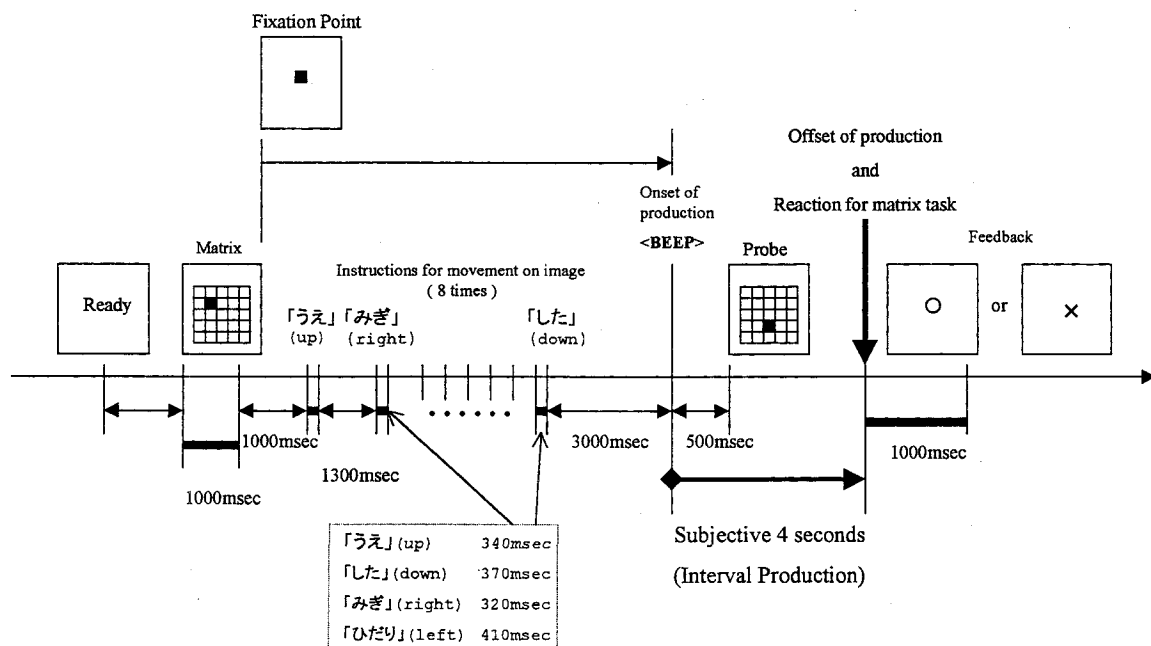 Fixation Point
Offset of production
and
Reaction for matrix task
Onset of
production
<BEEP>
Matrix
Probe
Feedback
Instructions for movement on image
( 8 times )
Ready
「うえ」「みぎ」
(up) (right)
「した」
(down)
or
1000msec
1000msec
1300msec
3000msec
500msec
1000msec
Subjective 4 seconds
(Interval Production)
「うえ」(up) 340msec
「した」(down) 370msec
「みぎ」(right) 320msec
「ひだり」(left) 410msec